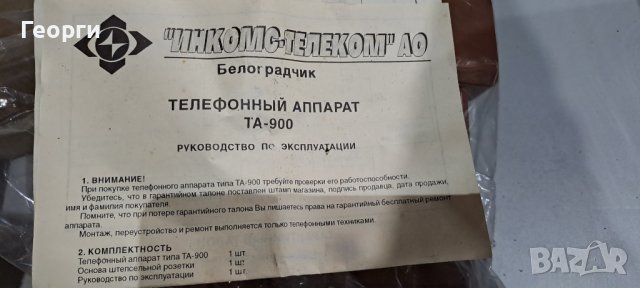 Георги
"ИНКОМС-ТЕЛЕКОМ" АО
Белоградчик
ТЕЛЕФОННЫЙ АППАРАТ
ТА-900
РУКОВОДСТВО ПО ЭКСПЛУАТАЦИИ
1. ВНИМАНИЕ!
При покупке телефонного аппарата типа ТА-900 требуйте проверки его работоспособности.
Убедитесь, что в гарантийном талоне поставлен штамп магазина, подпись продавца, дата продажи,
имя и фамилия покупателя.
Помните, что при потере гарантийного талона Вы лишаетесь права на гарантийный бесплатный ремонт
аппарата.
Монтаж, переустройство и ремонт выполняется только телефонными техниками.
2. КОМПЛЕКТНОСТЬ
Телефонный аппарат типа ТА-900 1 шт.
Основа штепсельной розетки 1 шт.
Руководство по эксплуатации 1 шт.
BAZAR